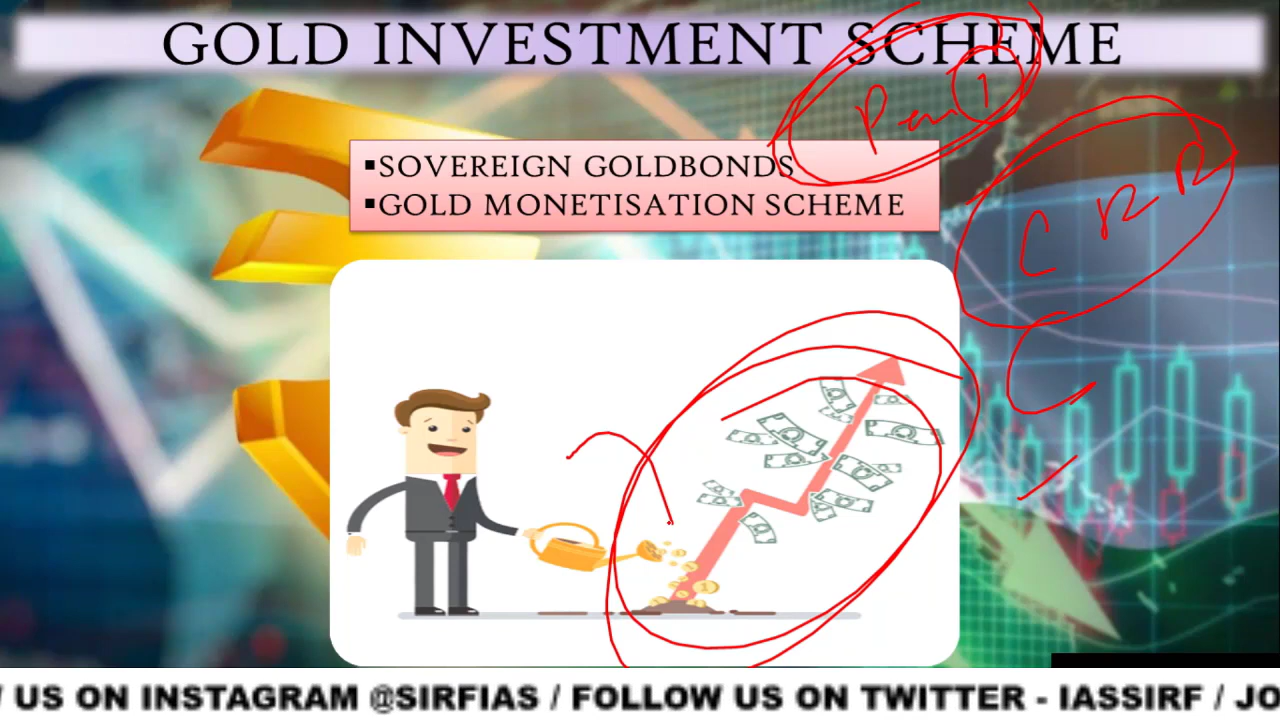 GOLD INVESTMENT SCHEME
▪SOVEREIGN GOLDBONDS
▪GOLD MONETISATION SCHEME
1
CRR
US ON INSTAGRAM @SIRFIAS / FOLLOW US ON TWITTER - IASSIRF / JO